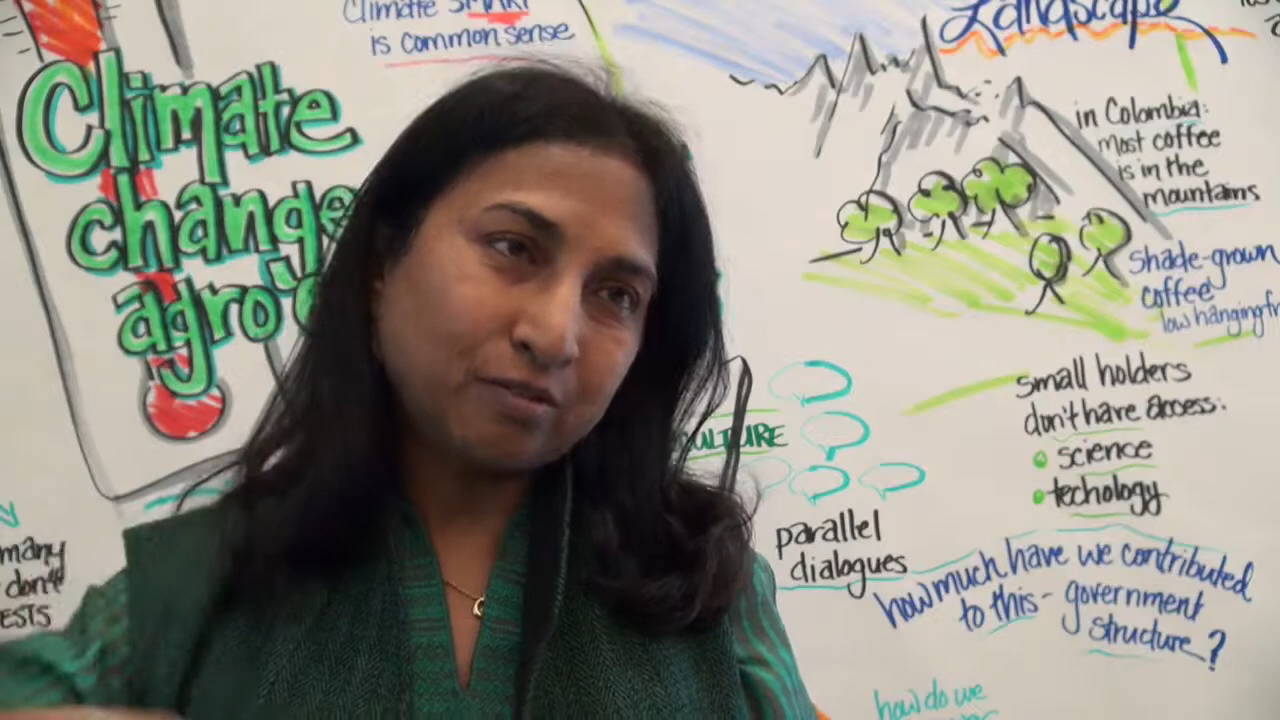 Climate SMART
is common sense
Climate
change
agro
Landscape
in Colombia:
most coffee
is in the
mountains
shade-grown
coffee
low hanging
small holders
don't have access:
science
techology
parallel
dialogues
how much have we contributed
to this - government
structure?
many
don't
how do we